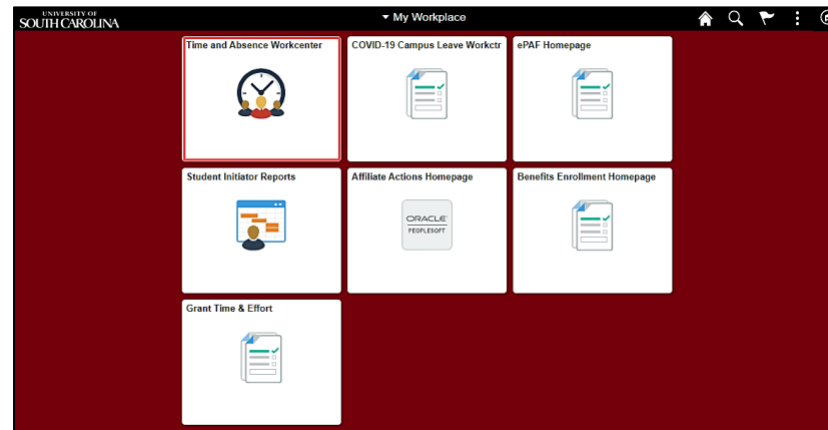 UNIVERSITY OF
SOUTH CAROLINA
My Workplace
Time and Absence Workcenter
COVID-19 Campus Leave Workctr
ePAF Homepage
Student Initiator Reports
Affiliate Actions Homepage
Benefits Enrollment Homepage
ORACLE
PEOPLESOFT
Grant Time & Effort